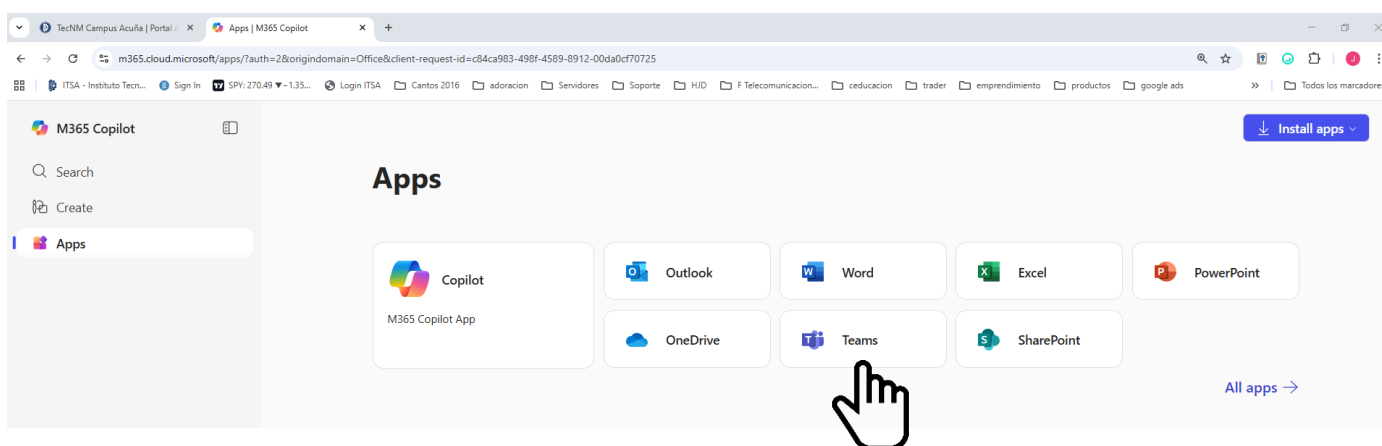 TecNM Campus Acuña | Portal /
Apps | M365 Copilot
m365.cloud.microsoft/apps/?auth=2&origindomain=Office&client-request-id=c84ca983-498f-4589-8912-00da0cf70725
ITSA - Instituto Tecn... Sign In SPY: 270.49 ▼ −1.35... Login ITSA Cantos 2016 adoracion Servidores Soporte HJD F Telecomunicacion... ceducacion trader emprendimiento productos google ads » Todos los marcadores
M365 Copilot
Install apps
Search
Apps
Create
Apps
Copilot
Outlook
Word
Excel
PowerPoint
M365 Copilot App
OneDrive
Teams
SharePoint
All apps →